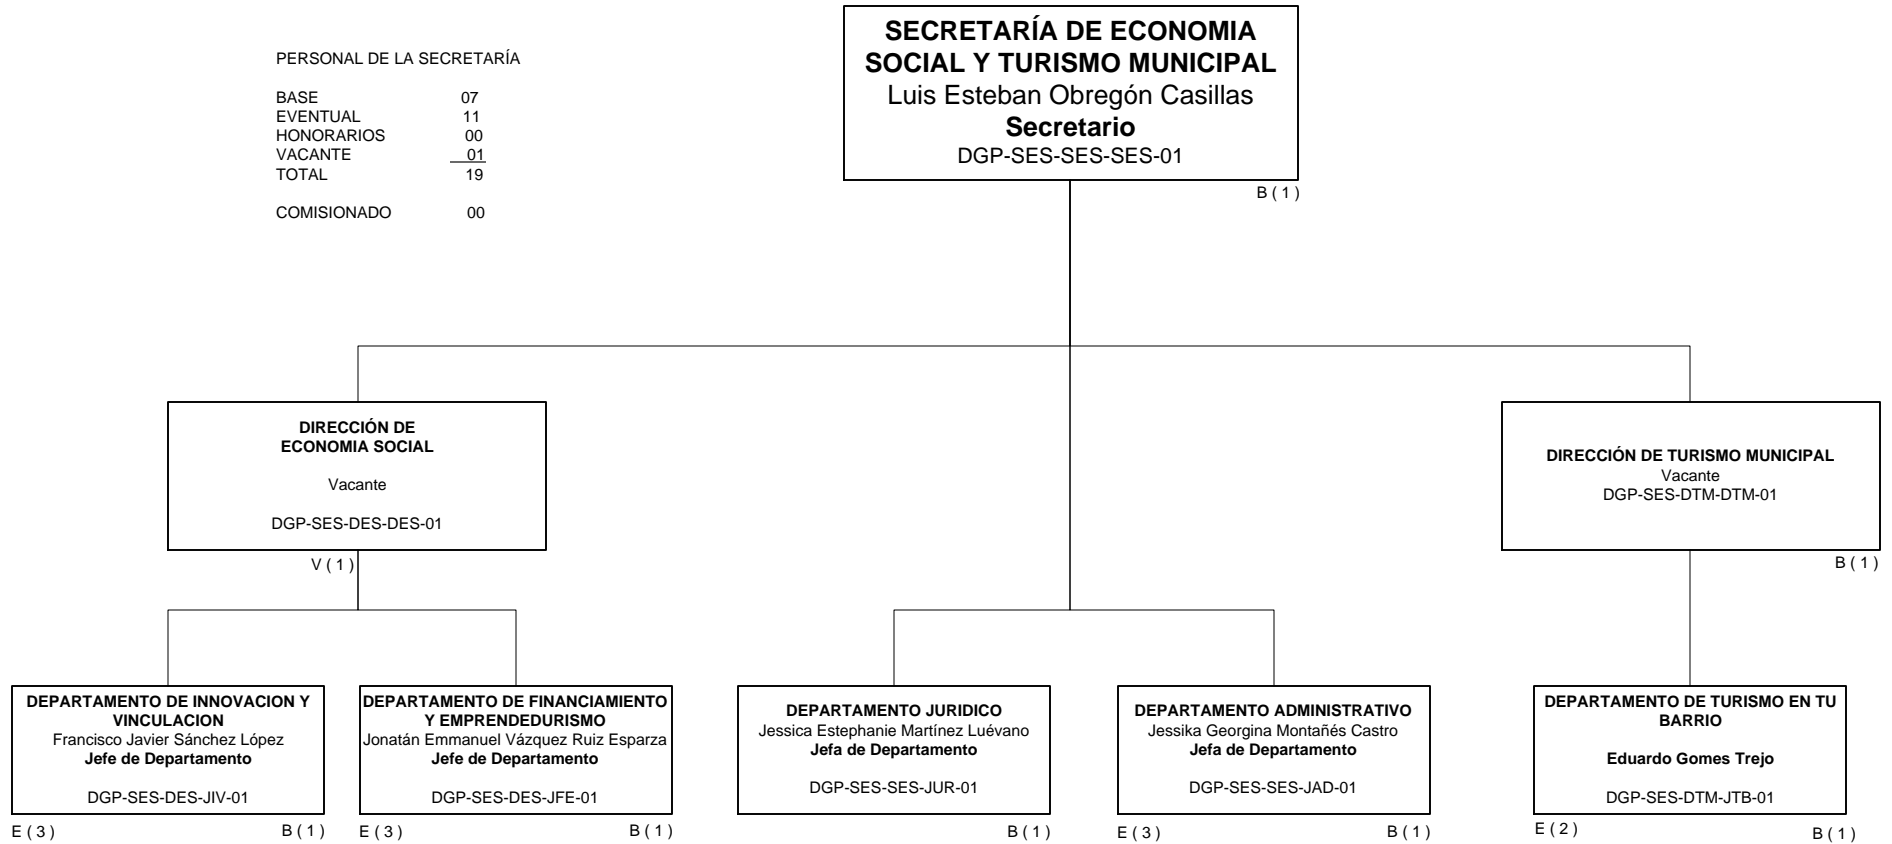 SECRETARÍA DE ECONOMIA
SOCIAL Y TURISMO MUNICIPAL
Luis Esteban Obregón Casillas
Secretario
DGP-SES-SES-SES-01
B ( 1 )
PERSONAL DE LA SECRETARÍA
BASE 07
EVENTUAL 11
HONORARIOS 00
VACANTE 01
TOTAL 19
COMISIONADO 00
DIRECCIÓN DE
ECONOMIA SOCIAL
Vacante
DGP-SES-DES-DES-01
V ( 1 )
DIRECCIÓN DE TURISMO MUNICIPAL
Vacante
DGP-SES-DTM-DTM-01
B ( 1 )
DEPARTAMENTO DE INNOVACION Y
VINCULACION
Francisco Javier Sánchez López
Jefe de Departamento
DGP-SES-DES-JIV-01
E ( 3 ) B ( 1 )
DEPARTAMENTO DE FINANCIAMIENTO
Y EMPRENDEDURISMO
Jonatán Emmanuel Vázquez Ruiz Esparza
Jefe de Departamento
DGP-SES-DES-JFE-01
E ( 3 ) B ( 1 )
DEPARTAMENTO JURIDICO
Jessica Estephanie Martínez Luévano
Jefa de Departamento
DGP-SES-SES-JUR-01
B ( 1 )
DEPARTAMENTO ADMINISTRATIVO
Jessika Georgina Montañés Castro
Jefa de Departamento
DGP-SES-SES-JAD-01
E ( 3 ) B ( 1 )
DEPARTAMENTO DE TURISMO EN TU
BARRIO
Eduardo Gomes Trejo
DGP-SES-DTM-JTB-01
E ( 2 ) B ( 1 )